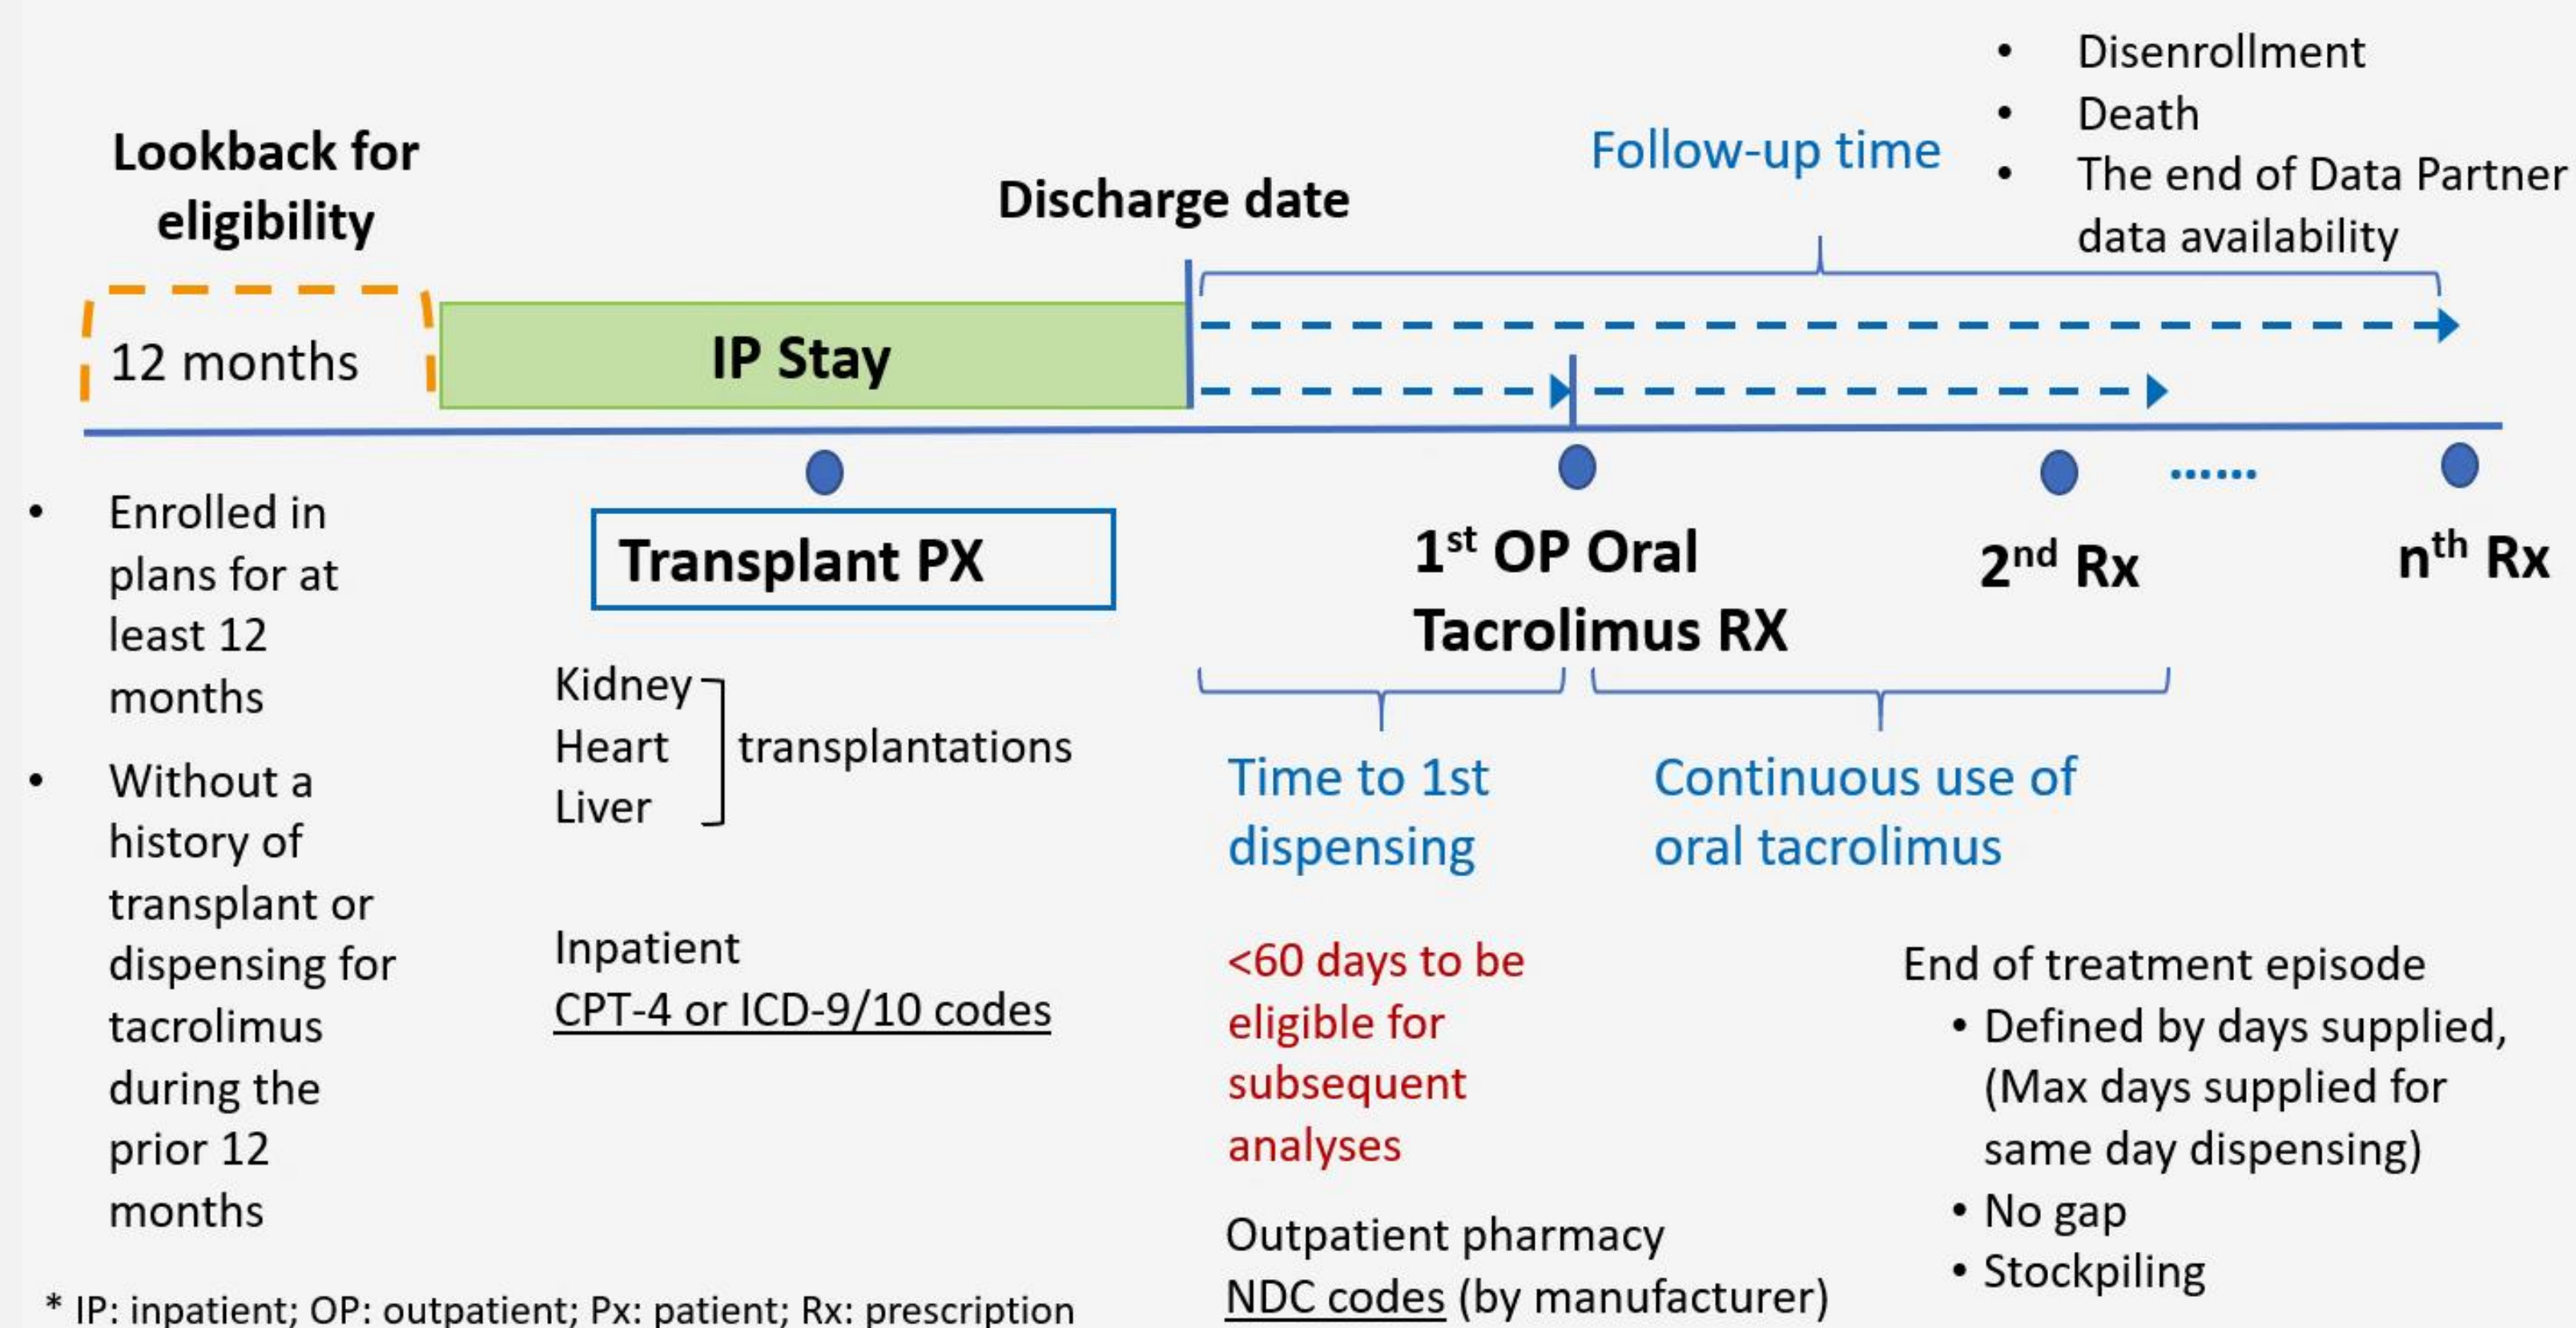 Lookback for
eligibility
12 months
IP Stay
Discharge date
Follow-up time
• Disenrollment
• Death
• The end of Data Partner
data availability
• Enrolled in
plans for at
least 12
months
• Without a
history of
transplant or
dispensing for
tacrolimus
during the
prior 12
months
Transplant PX
Kidney
Heart
Liver
transplantations
Inpatient
CPT-4 or ICD-9/10 codes
1st OP Oral
Tacrolimus RX
2nd Rx
......
nth Rx
Time to 1st
dispensing
Continuous use of
oral tacrolimus
<60 days to be
eligible for
subsequent
analyses
Outpatient pharmacy
NDC codes (by manufacturer)
End of treatment episode
• Defined by days supplied,
(Max days supplied for
same day dispensing)
• No gap
• Stockpiling
* IP: inpatient; OP: outpatient; Px: patient; Rx: prescription